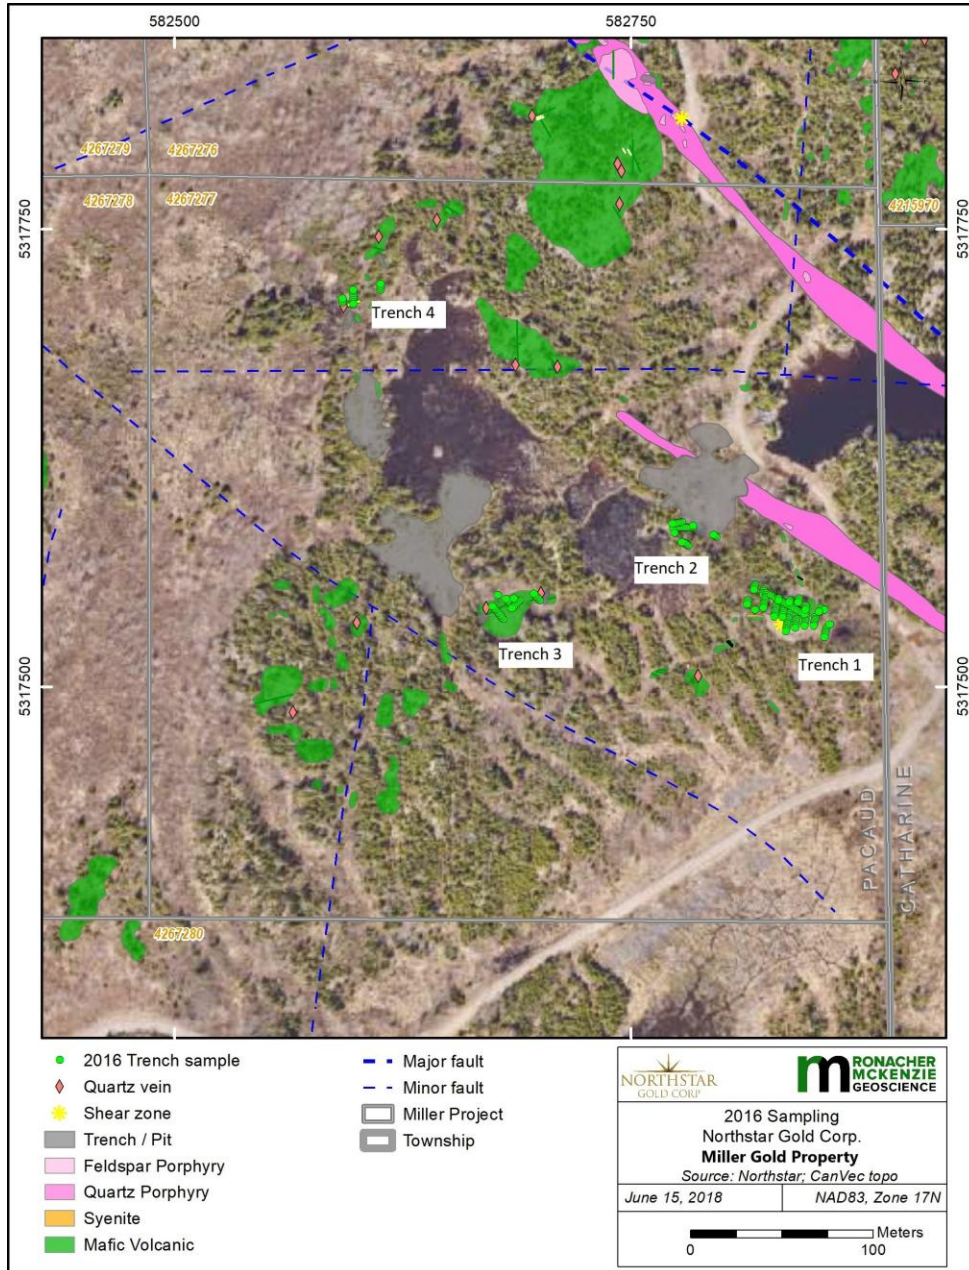 582500
582750
4267279
4267276
4267278
4267277
4215970
5317750
5317750
Trench 4
Trench 2
Trench 3
Trench 1
5317500
5317500
PACAUD
CATHARINE
4267280
2016 Trench sample
Quartz vein
Shear zone
Trench / Pit
Feldspar Porphyry
Quartz Porphyry
Syenite
Mafic Volcanic
Major fault
Minor fault
Miller Project
Township
NORTHSTAR
GOLD CORP
rm RONACHER
MCKENZIE
GEOSCIENCE
2016 Sampling
Northstar Gold Corp.
Miller Gold Property
Source: Northstar; CanVec topo
June 15, 2018
NAD83, Zone 17N
Meters
0 100